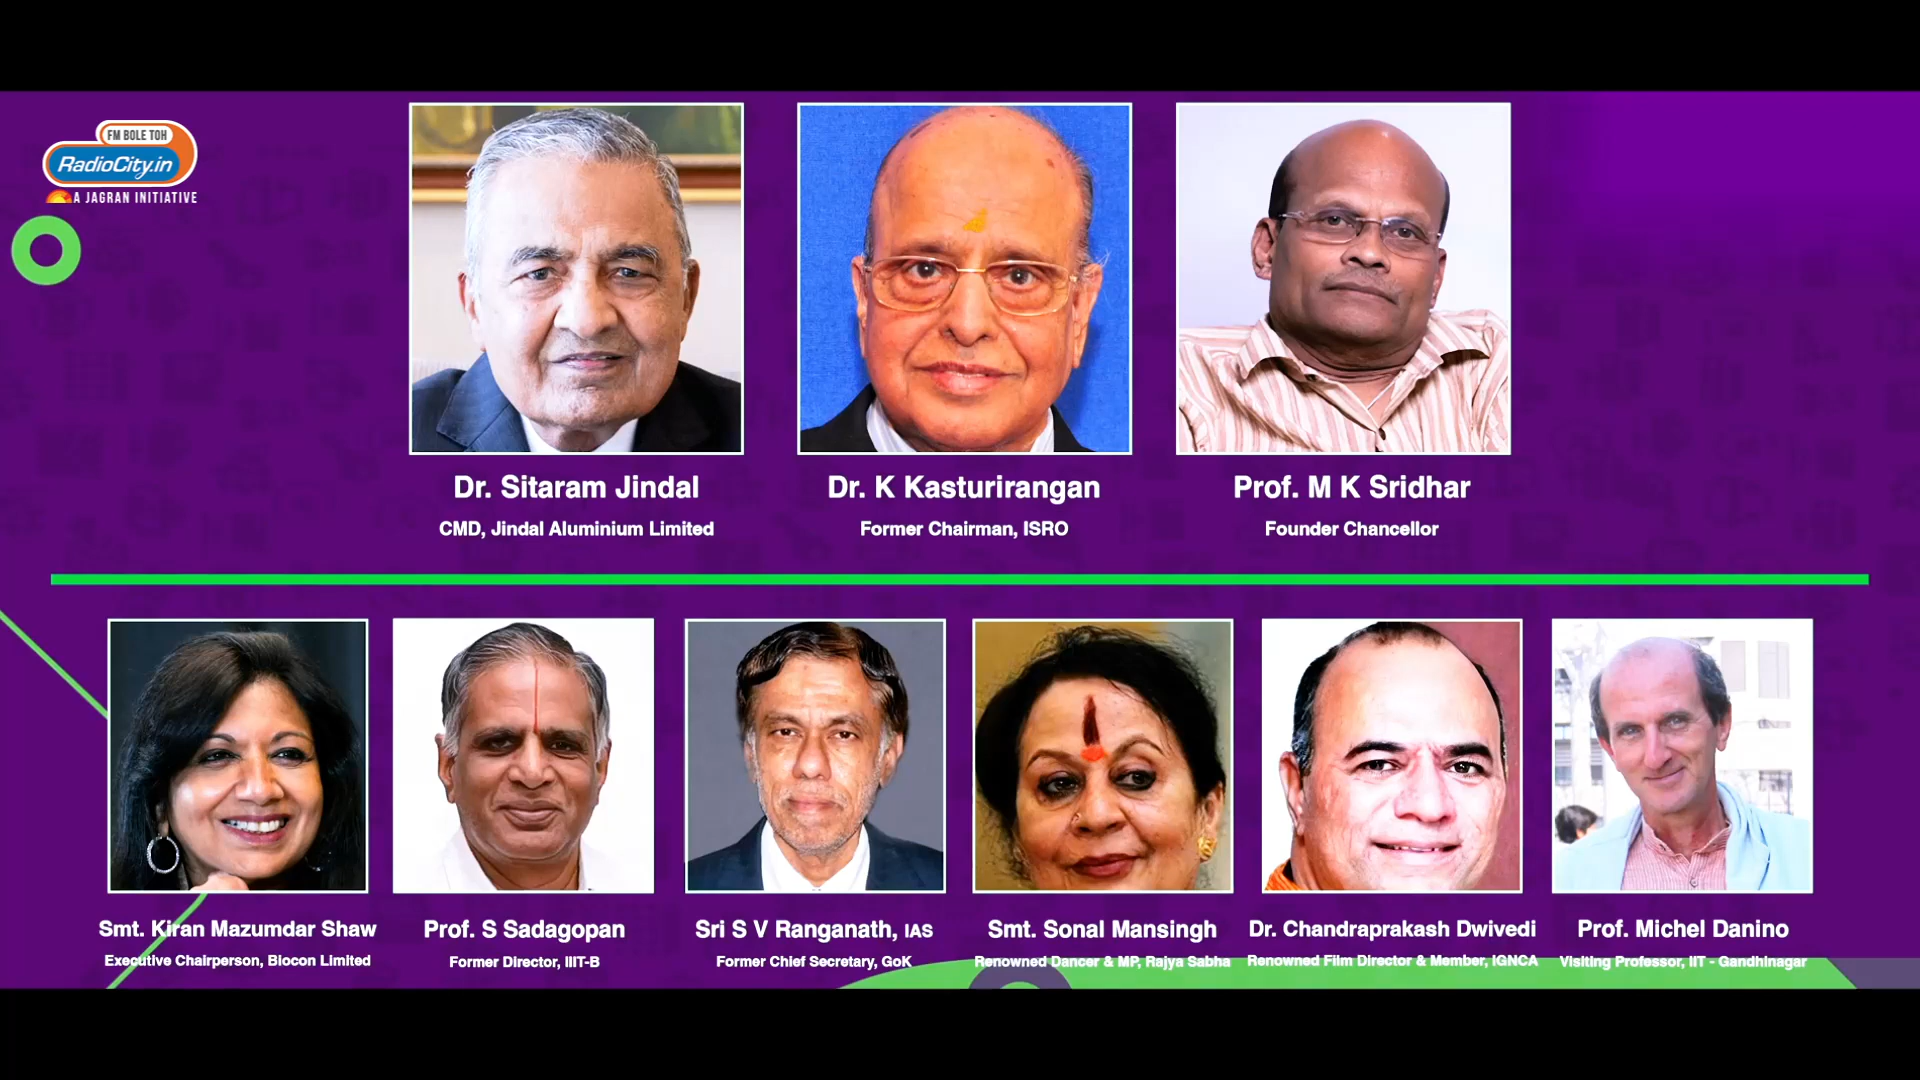 FM BOLE TOH
RadioCity.in
A JAGRAN INITIATIVE
Dr. Sitaram Jindal
CMD, Jindal Aluminium Limited
Dr. K Kasturirangan
Former Chairman, ISRO
Prof. M K Sridhar
Founder Chancellor
Smt. Kiran Mazumdar Shaw
Executive Chairperson, Biocon Limited
Prof. S Sadagopan
Former Director, IIIT-B
Sri S V Ranganath, IAS
Former Chief Secretary, GoK
Smt. Sonal Mansingh
Renowned Dancer & MP, Rajya Sabha
Dr. Chandraprakash Dwivedi
Renowned Film Director & Member, IGNCA
Prof. Michel Danino
Visiting Professor, IIT - Gandhinagar